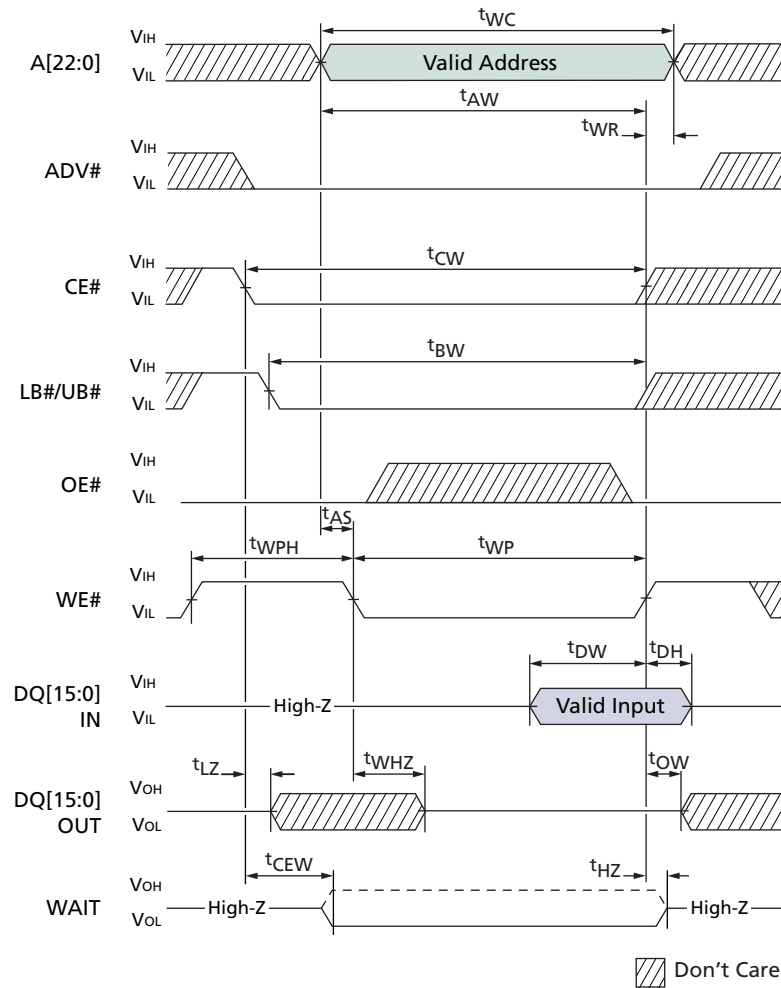 tWC
A[22:0] VIH VIL Valid Address
tAW
tWR
ADV# VIH VIL
tCW
CE# VIH VIL
tBW
LB#/UB# VIH VIL
OE# VIH VIL
tAS
tWPH tWP
WE# VIH VIL
tDW tDH
DQ[15:0] IN VIH VIL High-Z Valid Input
tLZ tWHZ tOW
DQ[15:0] OUT VOH VOL
tCEW tHZ
WAIT VOH VOL High-Z High-Z
Don't Care